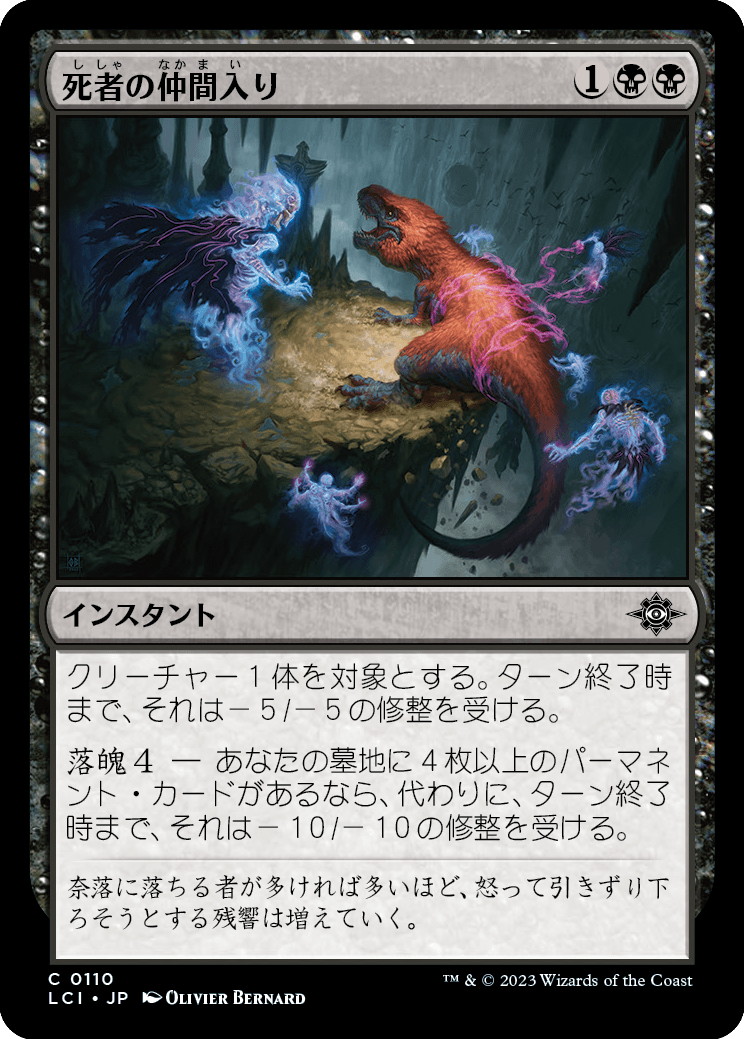 ししゃ なかまい
死者の仲間入り 1
インスタント
クリーチャー1体を対象とする。ターン終了時
まで、それは-5/-5の修整を受ける。
落魄4 — あなたの墓地に4枚以上のパーマネ
ント・カードがあるなら、代わりに、ターン終了
時まで、それは-10/-10の修整を受ける。
奈落に落ちる者が多ければ多いほど、怒って引きずり下
ろそうとする残響は増えていく。
C 0110
LCI • JP Olivier Bernard
™ & © 2023 Wizards of the Coast